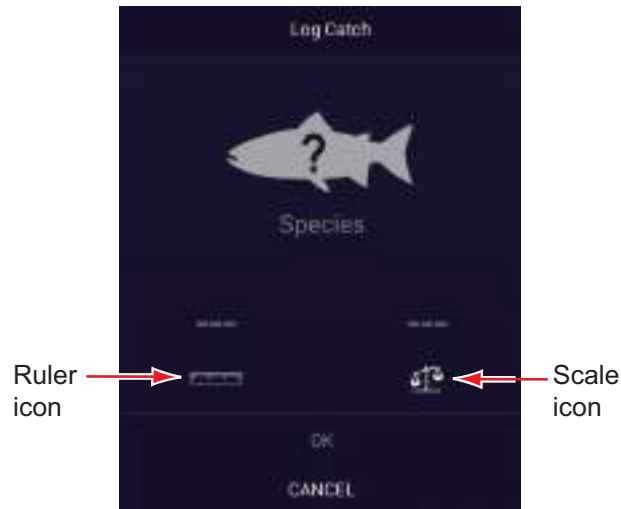 Log Catch
?
Species
--- ---
Ruler
icon
Scale
icon
OK
CANCEL